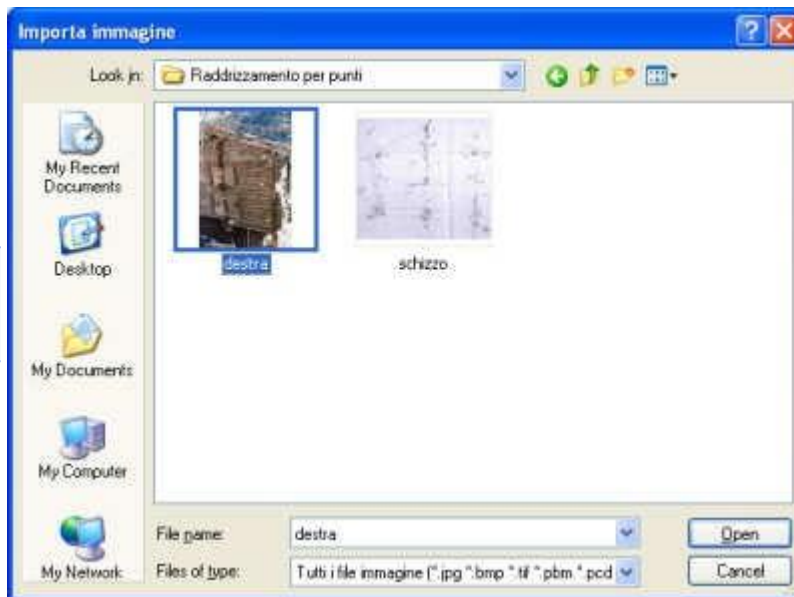 Importa immagine
Look in:
Raddrizzamento per punti
My Recent
Documents
Desktop
My Documents
My Computer
My Network
destra
schizzo
File name:
destra
Open
Files of type:
Tutti i file immagine (*.jpg *.bmp *.tif *.pbm *.pcd
Cancel